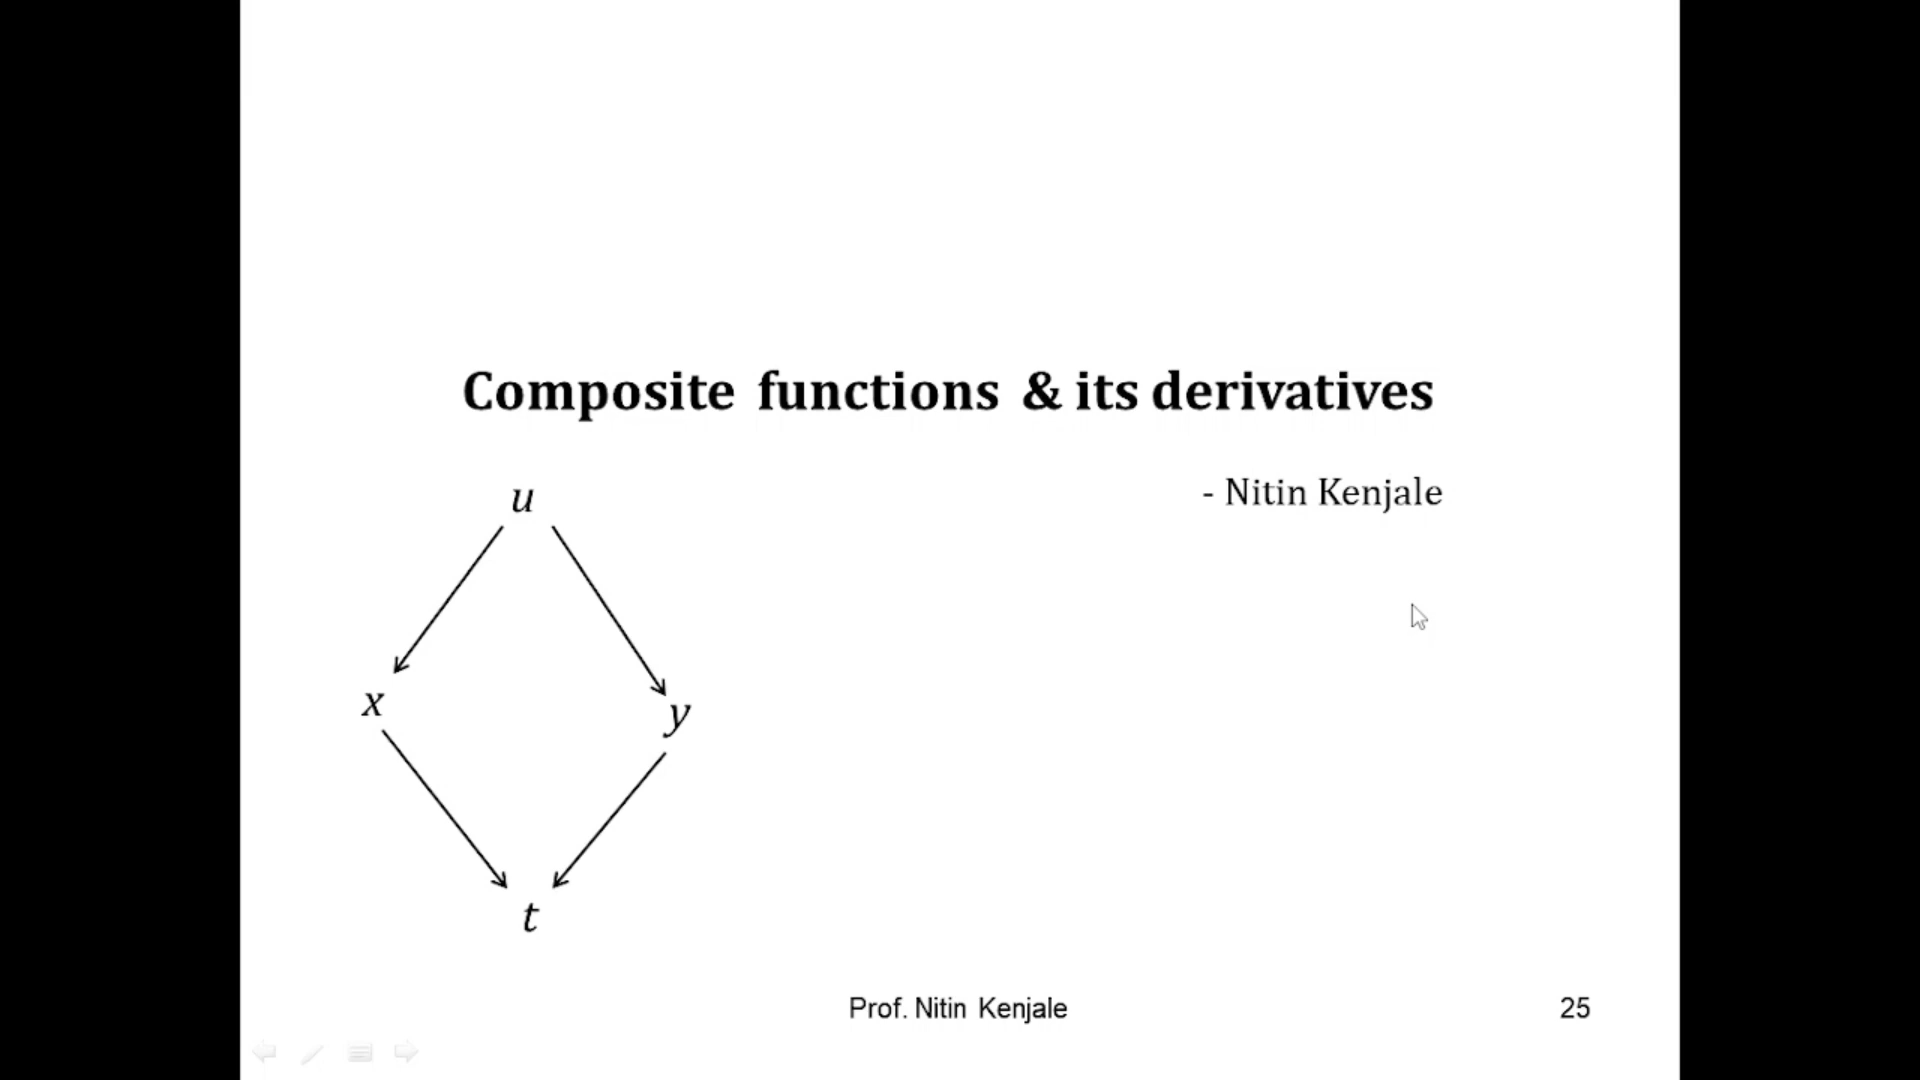 Composite functions & its derivatives
- Nitin Kenjale
u
x
y
t
Prof. Nitin Kenjale
25